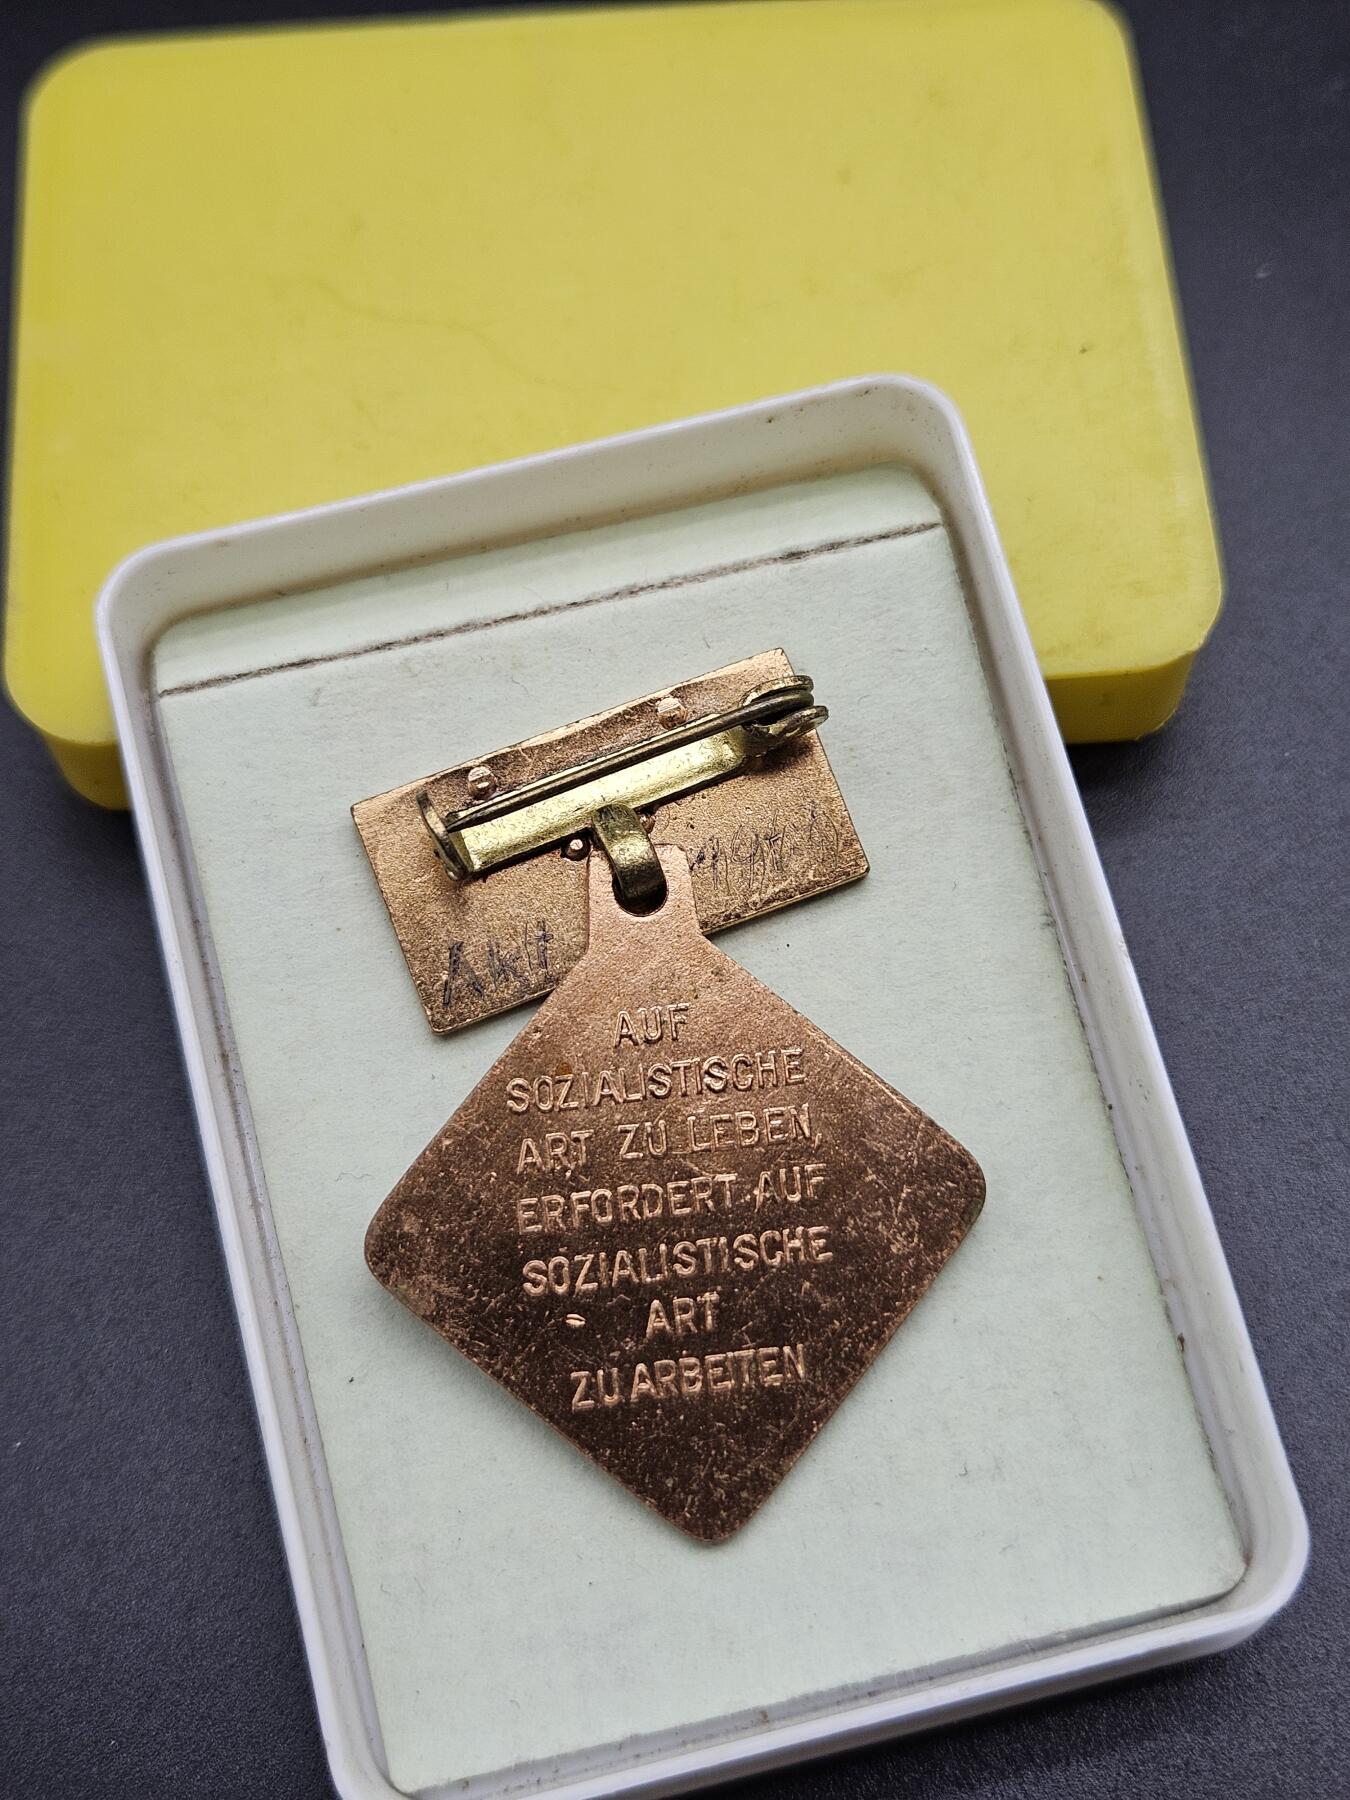 AUF
SOZIALISTISCHE
ART ZU LEBEN,
ERFORDERT AUF
SOZIALISTISCHE
ART
ZU ARBEITEN